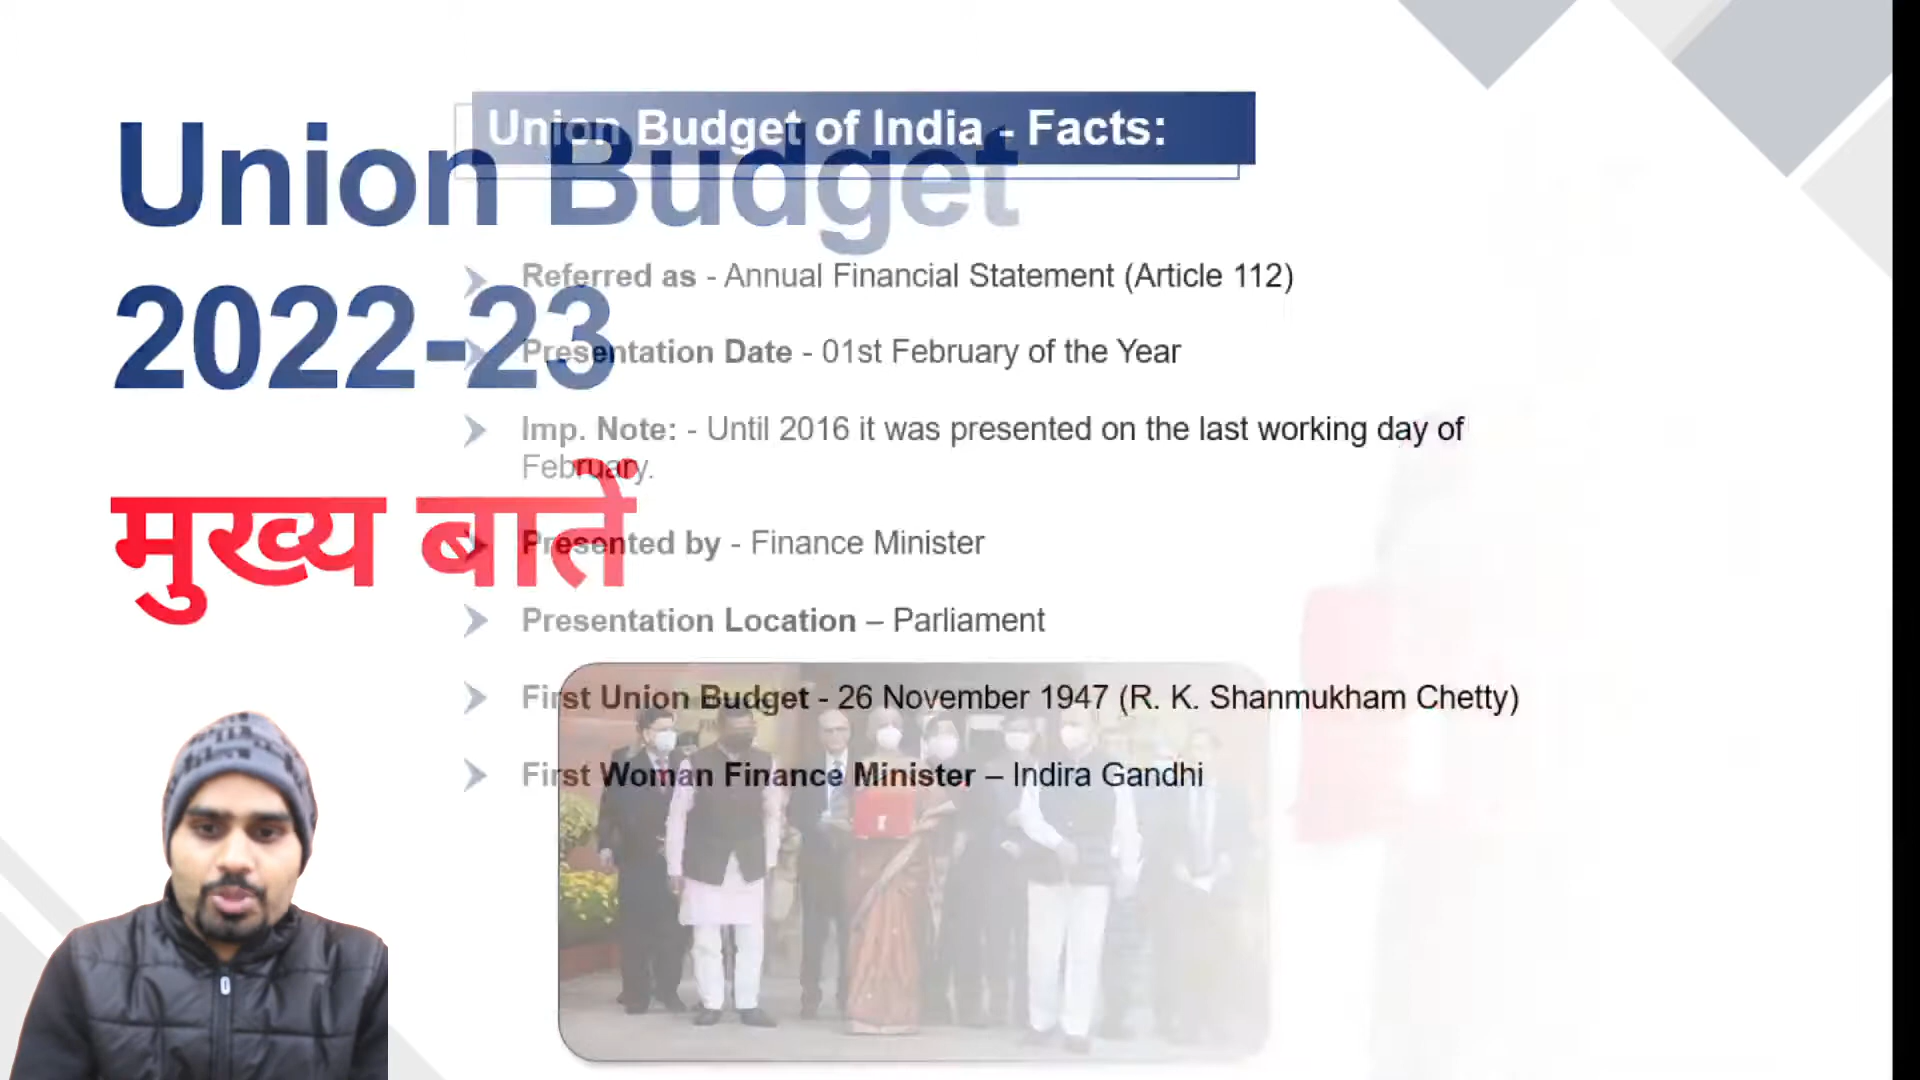 Union Budget
2022-23
मुख्य बातें
Union Budget of India - Facts:
Referred as - Annual Financial Statement (Article 112)
Presentation Date - 01st February of the Year
Imp. Note: - Until 2016 it was presented on the last working day of
February.
Presented by - Finance Minister
Presentation Location – Parliament
First Union Budget - 26 November 1947 (R. K. Shanmukham Chetty)
First Woman Finance Minister – Indira Gandhi